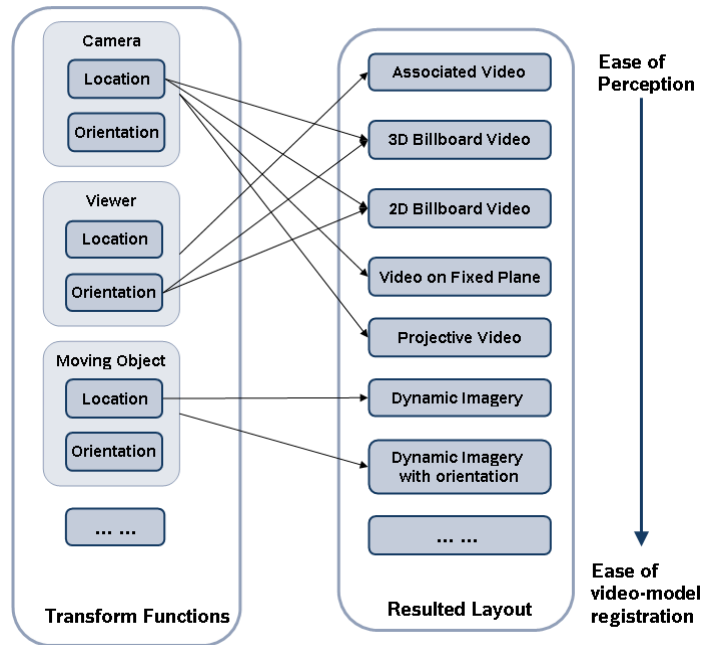 Camera
Location
Orientation
Viewer
Location
Orientation
Moving Object
Location
Orientation
... ...
Transform Functions
Associated Video
3D Billboard Video
2D Billboard Video
Video on Fixed Plane
Projective Video
Dynamic Imagery
Dynamic Imagery
with orientation
... ...
Resulted Layout
Ease of
Perception
Ease of
video-model
registration